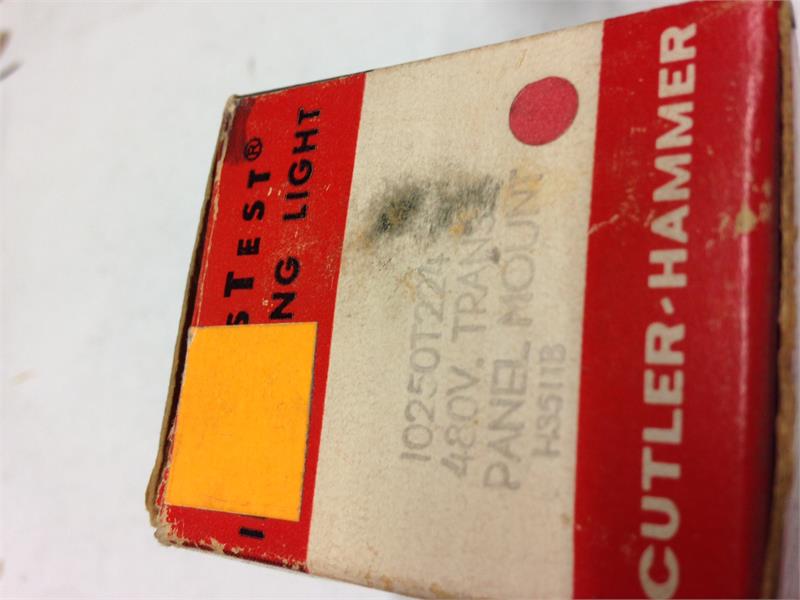 STEST®
NG LIGHT
10250T224
480V. TRANS.
PANEL MOUNT
H3511B
CUTLER-HAMMER